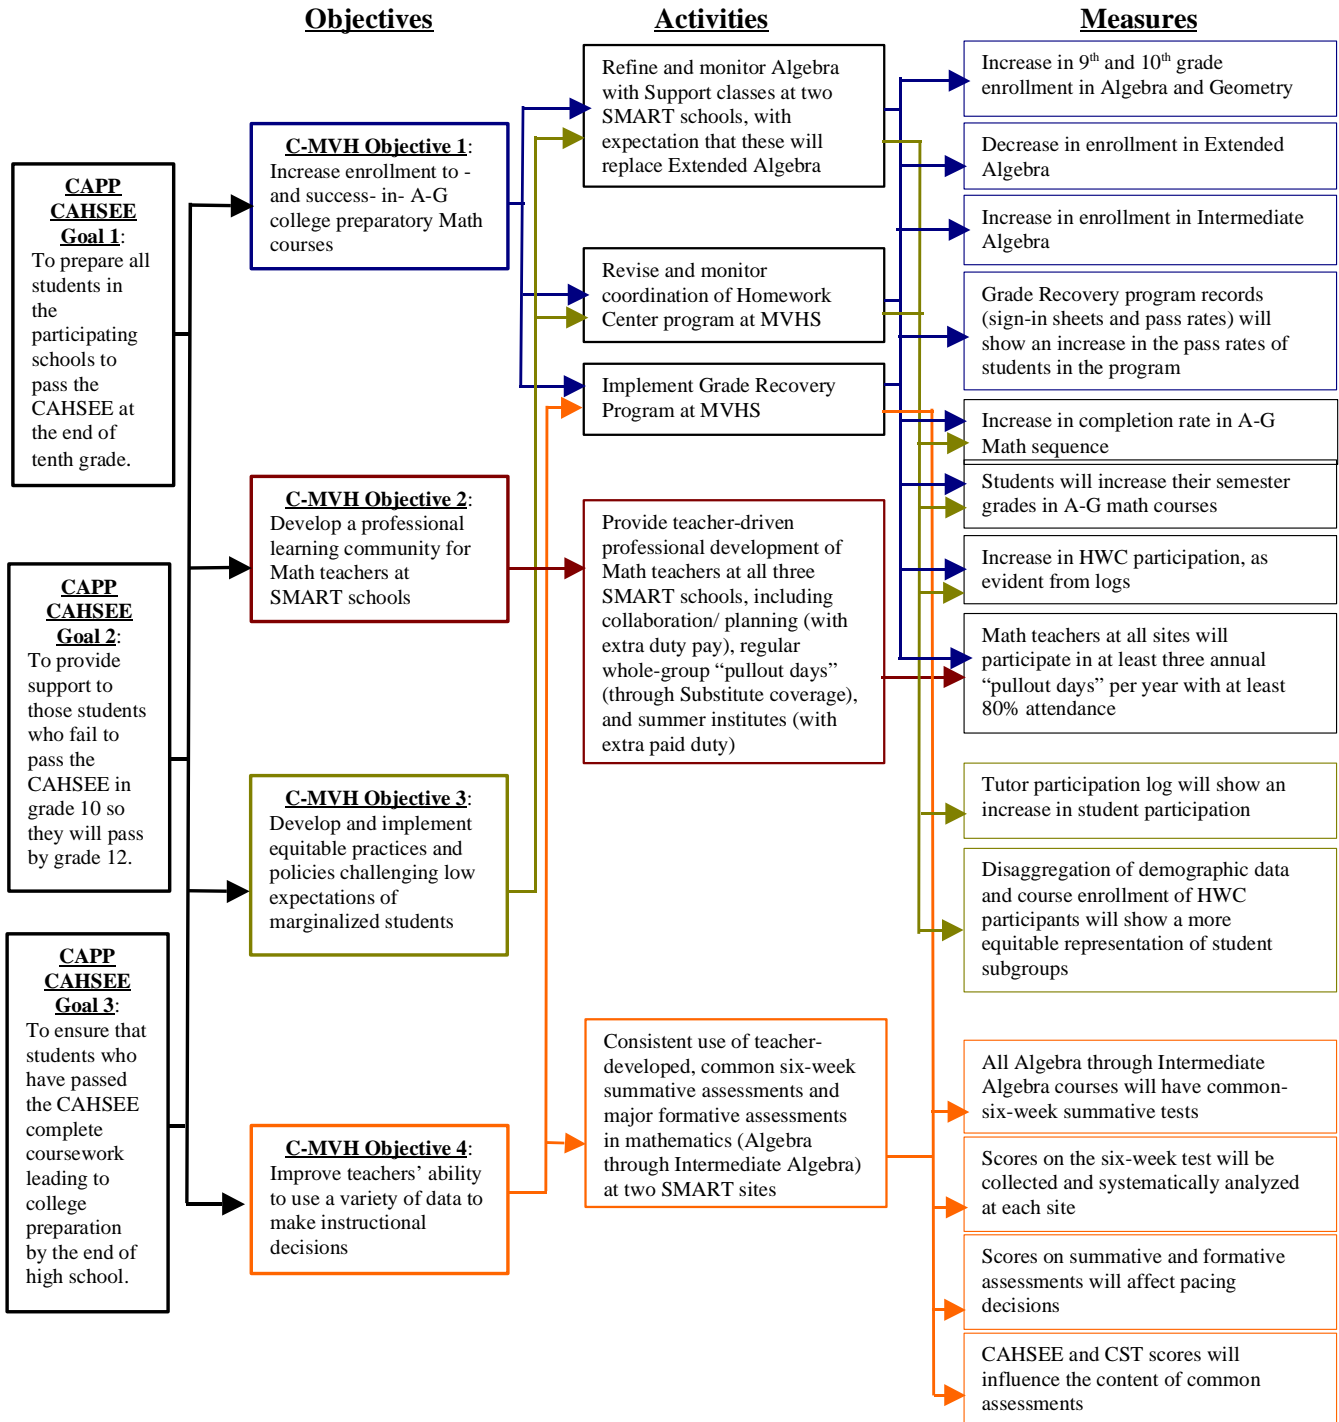 Objectives
Activities
Measures
CAPP
CAHSEE
Goal 1:
To prepare all
students in
the
participating
schools to
pass the
CAHSEE at
the end of
tenth grade.
CAPP
CAHSEE
Goal 2:
To provide
support to
those students
who fail to
pass the
CAHSEE in
grade 10 so
they will pass
by grade 12.
CAPP
CAHSEE
Goal 3:
To ensure that
students who
have passed
the CAHSEE
complete
coursework
leading to
college
preparation
by the end of
high school.
C-MVH Objective 1:
Increase enrollment to -
and success- in- A-G
college preparatory Math
courses
C-MVH Objective 2:
Develop a professional
learning community for
Math teachers at
SMART schools
C-MVH Objective 3:
Develop and implement
equitable practices and
policies challenging low
expectations of
marginalized students
C-MVH Objective 4:
Improve teachers’ ability
to use a variety of data to
make instructional
decisions
Refine and monitor Algebra
with Support classes at two
SMART schools, with
expectation that these will
replace Extended Algebra
Revise and monitor
coordination of Homework
Center program at MVHS
Implement Grade Recovery
Program at MVHS
Provide teacher-driven
professional development of
Math teachers at all three
SMART schools, including
collaboration/ planning (with
extra duty pay), regular
whole-group “pullout days”
(through Substitute coverage),
and summer institutes (with
extra paid duty)
Consistent use of teacher-
developed, common six-week
summative assessments and
major formative assessments
in mathematics (Algebra
through Intermediate Algebra)
at two SMART sites
Increase in 9th and 10th grade
enrollment in Algebra and Geometry
Decrease in enrollment in Extended
Algebra
Increase in enrollment in Intermediate
Algebra
Grade Recovery program records
(sign-in sheets and pass rates) will
show an increase in the pass rates of
students in the program
Increase in completion rate in A-G
Math sequence
Students will increase their semester
grades in A-G math courses
Increase in HWC participation, as
evident from logs
Math teachers at all sites will
participate in at least three annual
“pullout days” per year with at least
80% attendance
Tutor participation log will show an
increase in student participation
Disaggregation of demographic data
and course enrollment of HWC
participants will show a more
equitable representation of student
subgroups
All Algebra through Intermediate
Algebra courses will have common-
six-week summative tests
Scores on the six-week test will be
collected and systematically analyzed
at each site
Scores on summative and formative
assessments will affect pacing
decisions
CAHSEE and CST scores will
influence the content of common
assessments